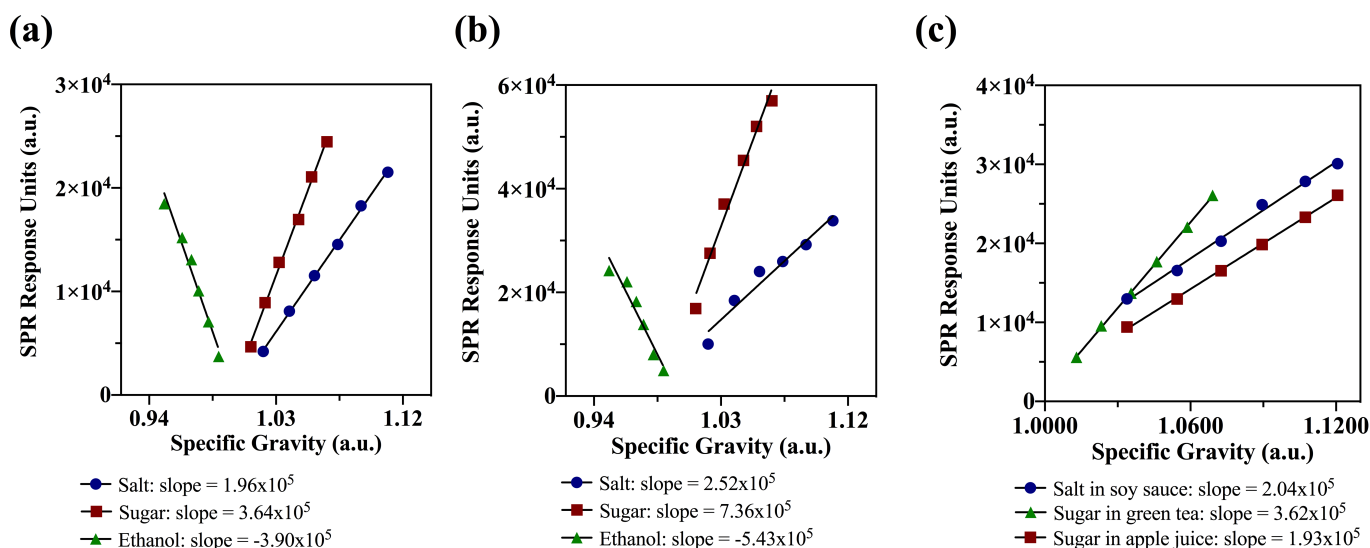 (a)
SPR Response Units (a.u.)
3×10⁴
2×10⁴
1×10⁴
0
0.94
1.03
1.12
Specific Gravity (a.u.)
Salt: slope = 1.96x10⁵
Sugar: slope = 3.64x10⁵
Ethanol: slope = -3.90x10⁵
(b)
SPR Response Units (a.u.)
6×10⁴
4×10⁴
2×10⁴
0
0.94
1.03
1.12
Specific Gravity (a.u.)
Salt: slope = 2.52x10⁵
Sugar: slope = 7.36x10⁵
Ethanol: slope = -5.43x10⁵
(c)
SPR Response Units (a.u.)
4×10⁴
3×10⁴
2×10⁴
1×10⁴
0
1.0000
1.0600
1.1200
Specific Gravity (a.u.)
Salt in soy sauce: slope = 2.04x10⁵
Sugar in green tea: slope = 3.62x10⁵
Sugar in apple juice: slope = 1.93x10⁵